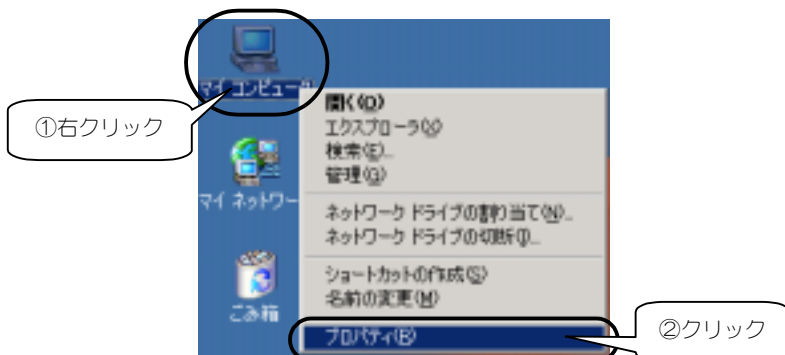 マイ コンピュータ
①右クリック
開く(O)
エクスプローラ(X)
検索(E)...
管理(G)
マイ ネットワー
ネットワーク ドライブの割り当て(N)...
ネットワーク ドライブの切断(I)...
ショートカットの作成(S)
名前の変更(M)
ごみ箱
プロパティ(R)
②クリック